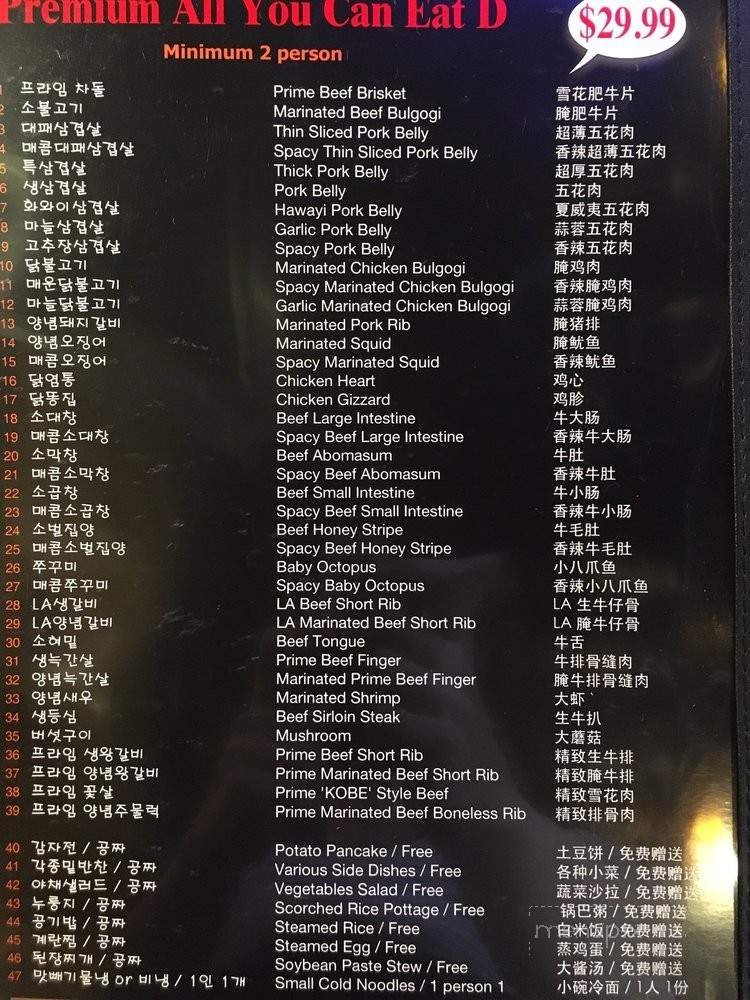 Premium All You Can Eat D
$29.99
Minimum 2 person
1 프라임 차돌 Prime Beef Brisket 雪花肥牛片
2 소불고기 Marinated Beef Bulgogi 腌肥牛片
3 대패삼겹살 Thin Sliced Pork Belly 超薄五花肉
4 매콤대패삼겹살 Spacy Thin Sliced Pork Belly 香辣超薄五花肉
5 특삼겹살 Thick Pork Belly 超厚五花肉
6 생삼겹살 Pork Belly 五花肉
7 화와이삼겹살 Hawayi Pork Belly 夏威夷五花肉
8 마늘삼겹살 Garlic Pork Belly 蒜蓉五花肉
9 고추장삼겹살 Spacy Pork Belly 香辣五花肉
10 닭불고기 Marinated Chicken Bulgogi 腌鸡肉
11 매운닭불고기 Spacy Marinated Chicken Bulgogi 香辣腌鸡肉
12 마늘닭불고기 Garlic Marinated Chicken Bulgogi 蒜蓉腌鸡肉
13 양념돼지갈비 Marinated Pork Rib 腌猪排
14 양념오징어 Marinated Squid 腌鱿鱼
15 매콤오징어 Spacy Marinated Squid 香辣鱿鱼
16 닭염통 Chicken Heart 鸡心
17 닭똥집 Chicken Gizzard 鸡胗
18 소대창 Beef Large Intestine 牛大肠
19 매콤소대창 Spacy Beef Large Intestine 香辣牛大肠
20 소막창 Beef Abomasum 牛肚
21 매콤소막창 Spacy Beef Abomasum 香辣牛肚
22 소곱창 Beef Small Intestine 牛小肠
23 매콤소곱창 Spacy Beef Small Intestine 香辣牛小肠
24 소벌집양 Beef Honey Stripe 牛毛肚
25 매콤소벌집양 Spacy Beef Honey Stripe 香辣牛毛肚
26 쭈꾸미 Baby Octopus 小八爪鱼
27 매콤쭈꾸미 Spacy Baby Octopus 香辣小八爪鱼
28 LA생갈비 LA Beef Short Rib LA 生牛仔骨
29 LA양념갈비 LA Marinated Beef Short Rib LA 腌牛仔骨
30 소혀밑 Beef Tongue 牛舌
31 생늑간살 Prime Beef Finger 牛排骨缝肉
32 양념늑간살 Marinated Prime Beef Finger 腌牛排骨缝肉
33 양념새우 Marinated Shrimp 大虾
34 생등심 Beef Sirloin Steak 生牛扒
35 버섯구이 Mushroom 大蘑菇
36 프라임 생왕갈비 Prime Beef Short Rib 精致生牛排
37 프라임 양념왕갈비 Prime Marinated Beef Short Rib 精致腌牛排
38 프라임 꽃살 Prime 'KOBE' Style Beef 精致雪花肉
39 프라임 양념주물럭 Prime Marinated Beef Boneless Rib 精致排骨肉
40 감자전 / 공짜 Potato Pancake / Free 土豆饼 / 免费赠送
41 각종밑반찬 / 공짜 Various Side Dishes / Free 各种小菜 / 免费赠送
42 야채샐러드 / 공짜 Vegetables Salad / Free 蔬菜沙拉 / 免费赠送
43 누룽지 / 공짜 Scorched Rice Pottage / Free 锅巴粥 / 免费赠送
44 공기밥 / 공짜 Steamed Rice / Free 白米饭 / 免费赠送
45 계란찜 / 공짜 Steamed Egg / Free 蒸鸡蛋 / 免费赠送
46 된장찌개 / 공짜 Soybean Paste Stew / Free 大酱汤 / 免费赠送
47 맛배기물냉 or 비냉 / 1인 1개 Small Cold Noodles / 1 person 1 小碗冷面 / 1人 1份